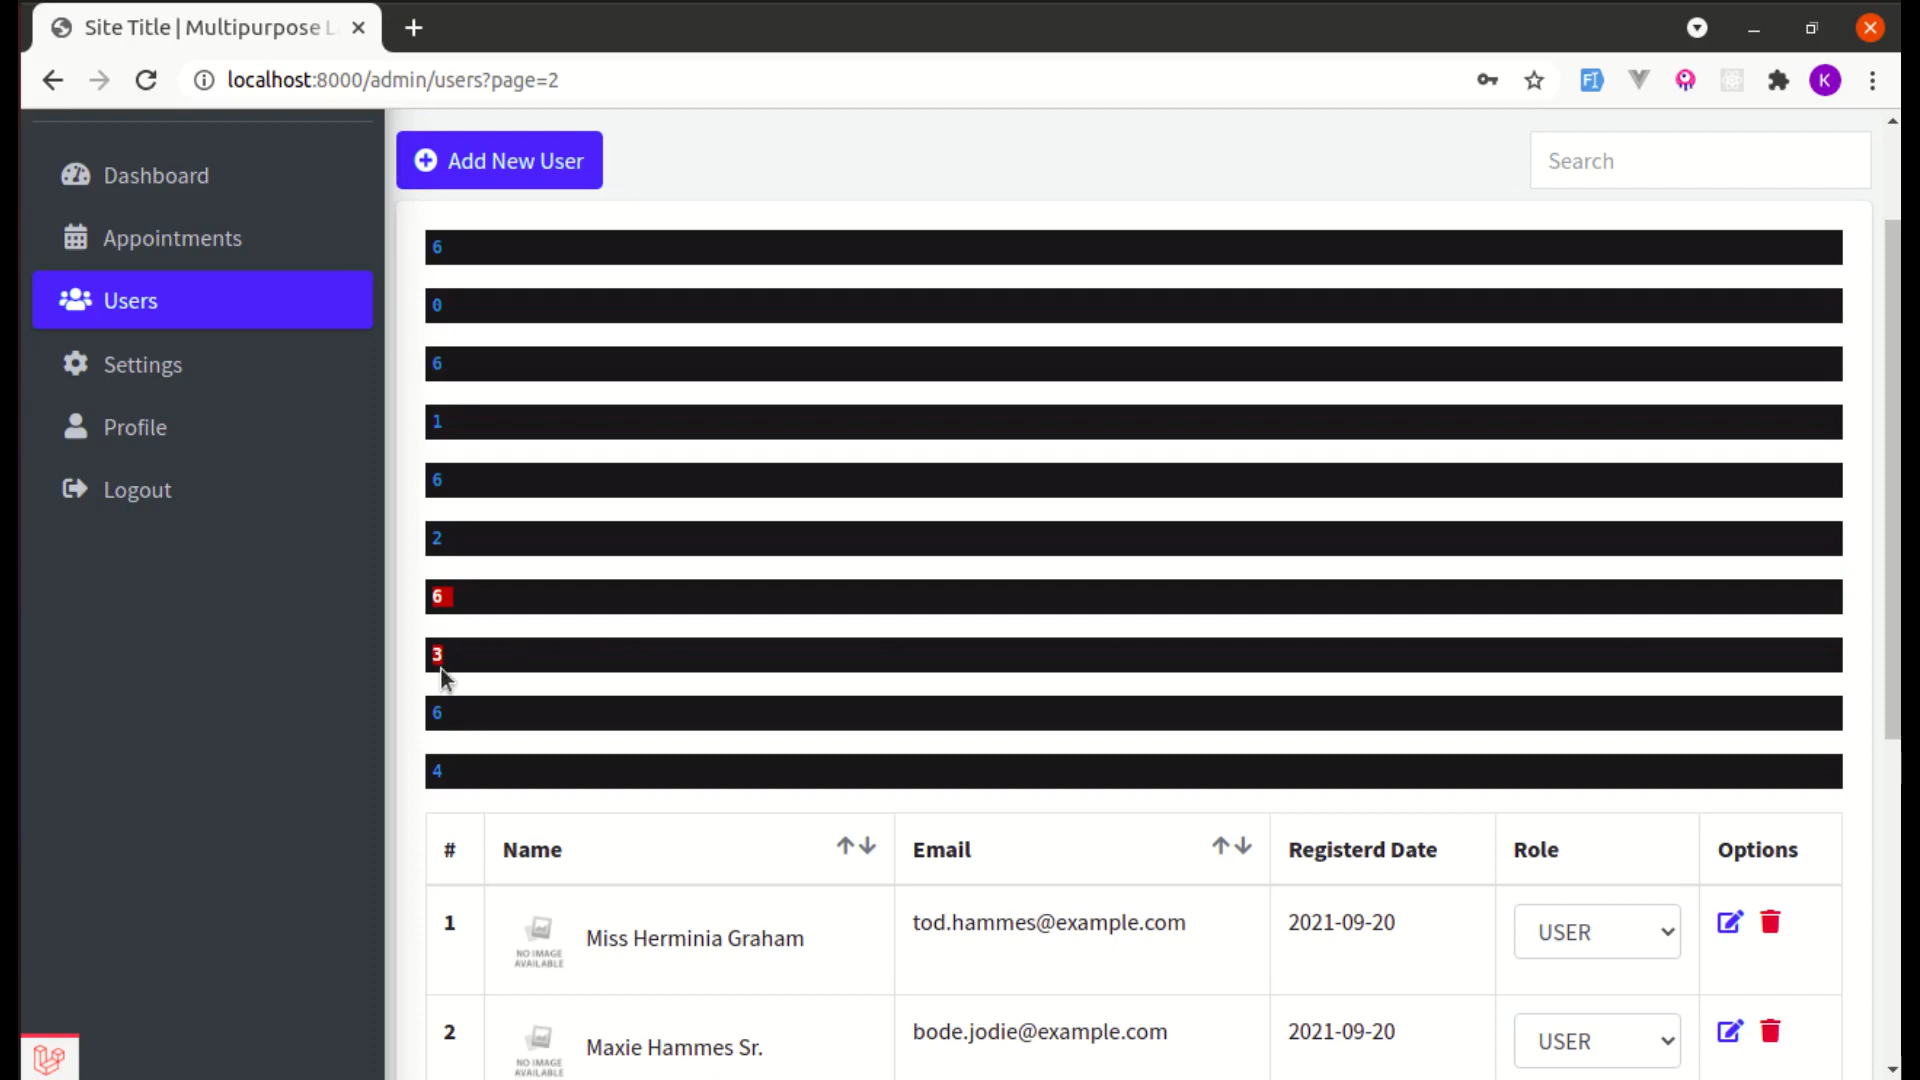 Site Title | Multipurpose L
localhost:8000/admin/users?page=2
K
Dashboard
Appointments
Users
Settings
Profile
Logout
Add New User
Search
6
0
6
1
6
2
6
3
6
4
# Name Email Registerd Date Role Options
1 NO IMAGE AVAILABLE Miss Herminia Graham tod.hammes@example.com 2021-09-20 USER
2 NO IMAGE AVAILABLE Maxie Hammes Sr. bode.jodie@example.com 2021-09-20 USER